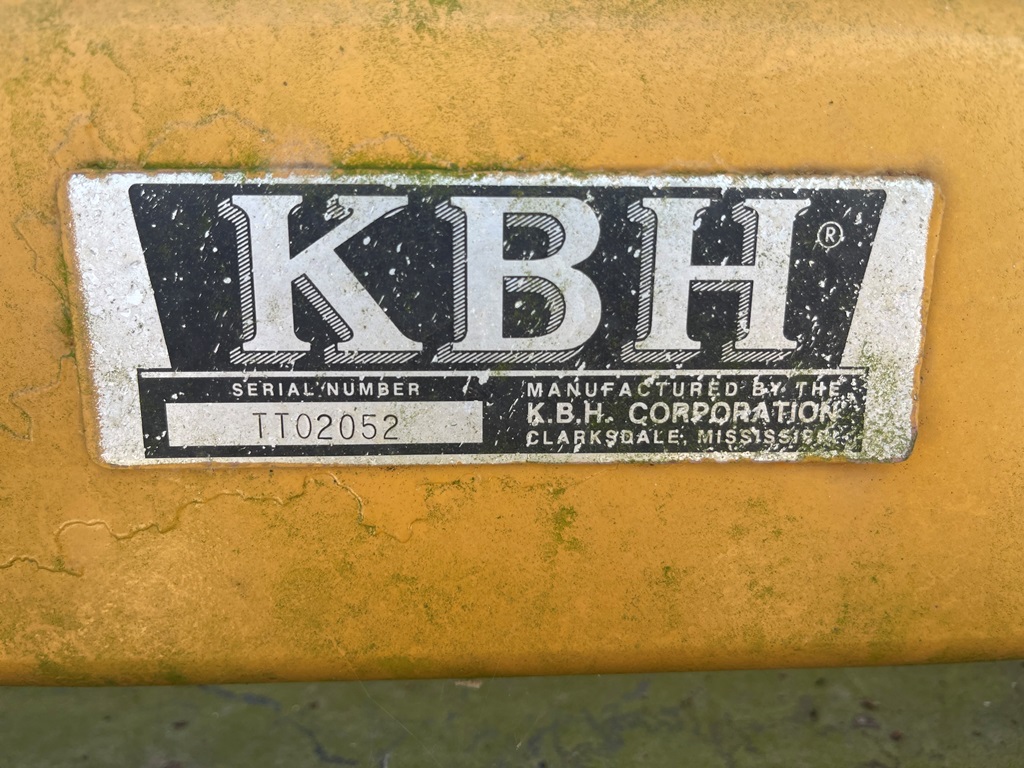 KBH®
SERIAL NUMBER
TT02052
MANUFACTURED BY THE
K.B.H. CORPORATION
CLARKSDALE, MISSISSIPPI